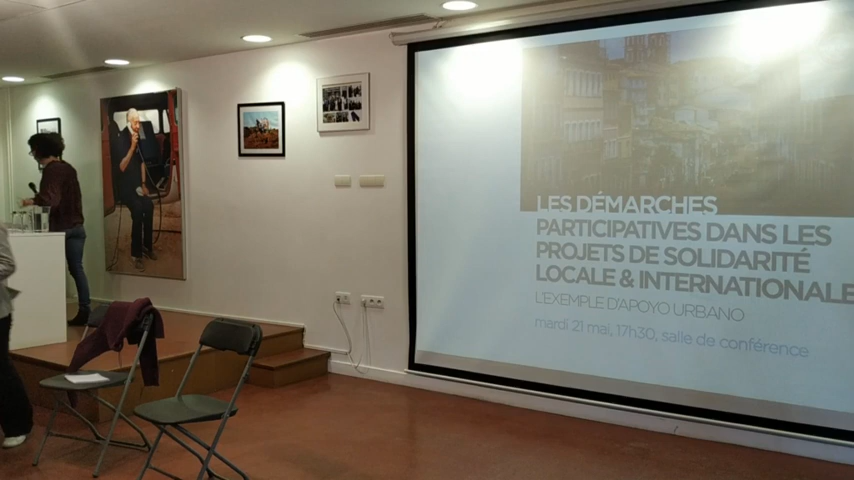 LES DÉMARCHES
PARTICIPATIVES DANS LES
PROJETS DE SOLIDARITÉ
LOCALE & INTERNATIONALE
L'EXEMPLE D'APOYO URBANO
mardi 21 mai, 17h30, salle de conférence